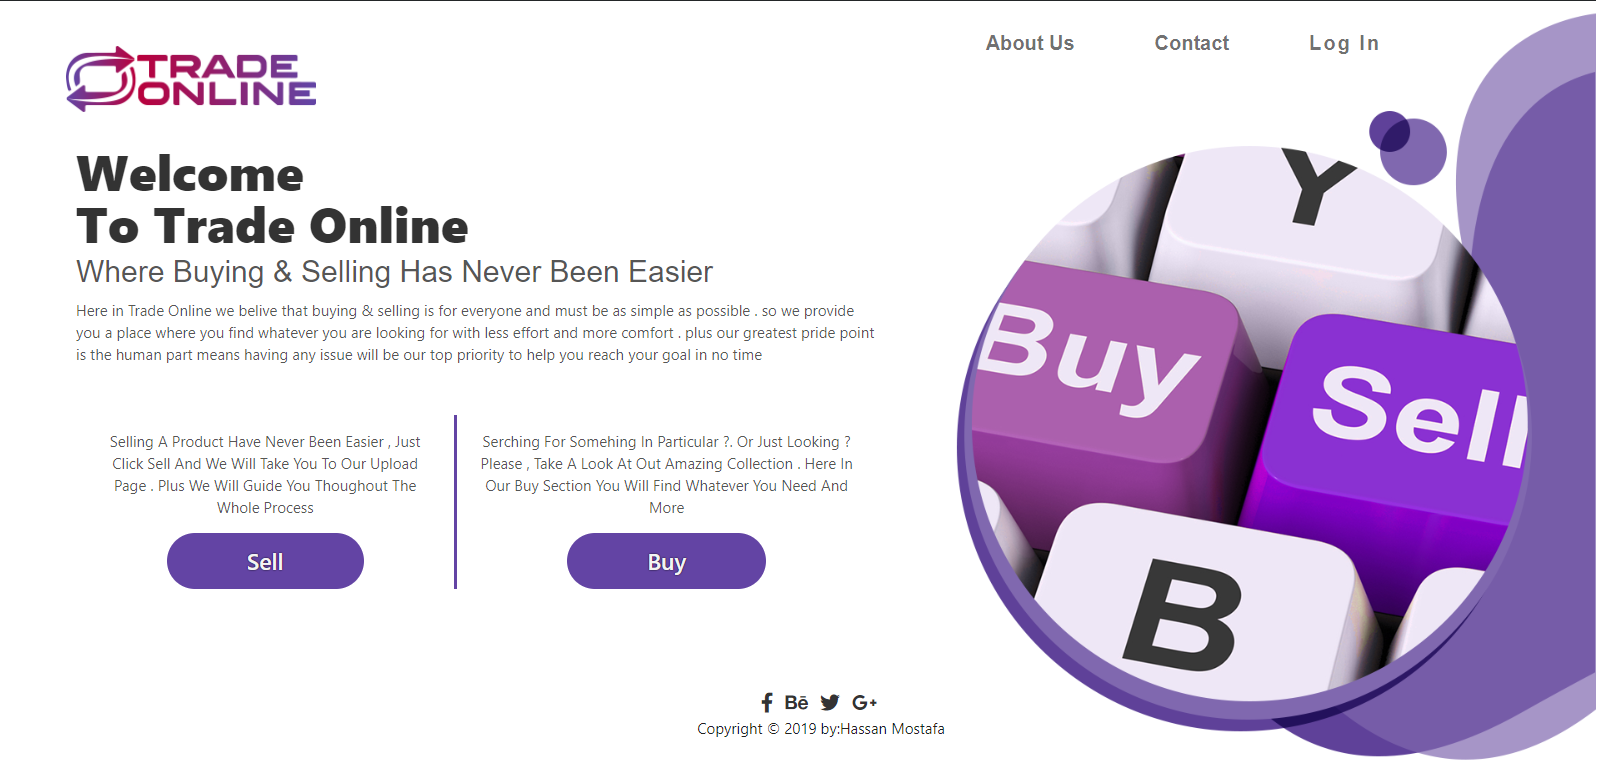 TRADE
ONLINE
About Us
Contact
Log In
Welcome
To Trade Online
Where Buying & Selling Has Never Been Easier
Here in Trade Online we belive that buying & selling is for everyone and must be as simple as possible . so we provide
you a place where you find whatever you are looking for with less effort and more comfort . plus our greatest pride point
is the human part means having any issue will be our top priority to help you reach your goal in no time
Selling A Product Have Never Been Easier , Just
Click Sell And We Will Take You To Our Upload
Page . Plus We Will Guide You Thoughout The
Whole Process
Sell
Serching For Somehing In Particular ?. Or Just Looking ?
Please , Take A Look At Out Amazing Collection . Here In
Our Buy Section You Will Find Whatever You Need And
More
Buy
Y
Buy
Sell
B
Bē
G+
Copyright © 2019 by:Hassan Mostafa